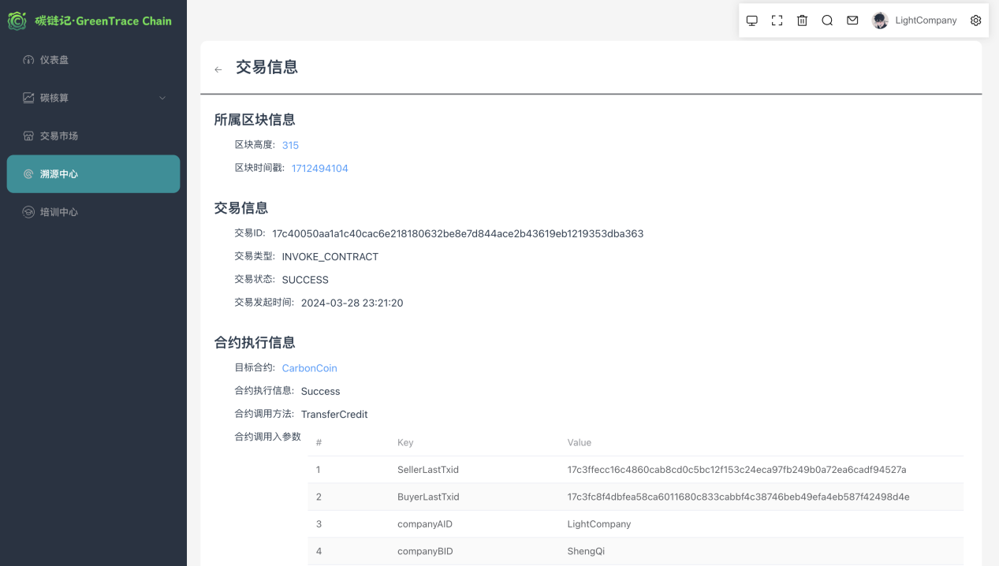 碳链记·GreenTrace Chain
仪表盘
碳核算
交易市场
溯源中心
培训中心
LightCompany
← 交易信息
所属区块信息
区块高度: 315
区块时间戳: 1712494104
交易信息
交易ID: 17c40050aa1a1c40cac6e218180632be8e7d844ace2b43619eb1219353dba363
交易类型: INVOKE_CONTRACT
交易状态: SUCCESS
交易发起时间: 2024-03-28 23:21:20
合约执行信息
目标合约: CarbonCoin
合约执行信息: Success
合约调用方法: TransferCredit
合约调用入参数
# Key Value
1 SellerLastTxid 17c3ffecc16c4860cab8cd0c5bc12f153c24eca97fb249b0a72ea6cadf94527a
2 BuyerLastTxid 17c3fc8f4dbfea58ca6011680c833cabbf4c38746beb49efa4eb587f42498d4e
3 companyAID LightCompany
4 companyBID ShengQi